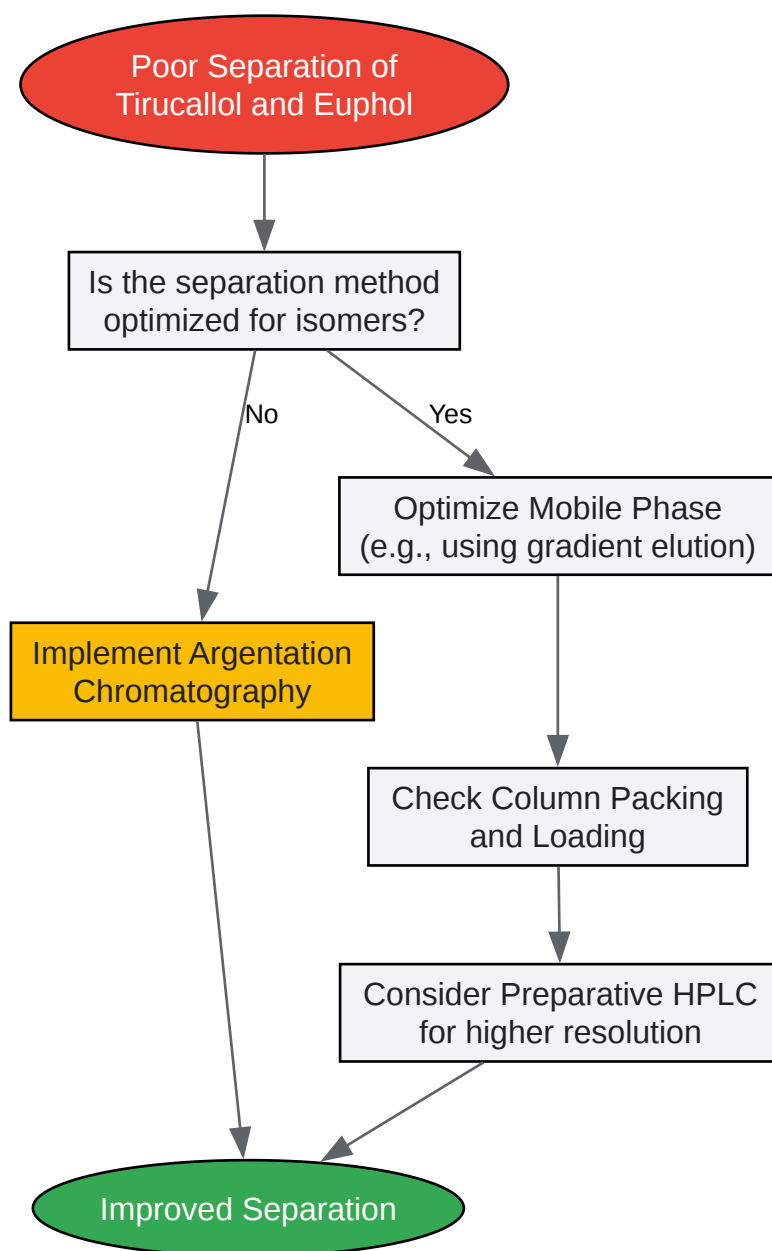 Poor Separation of
Tirucallol and Euphol
Is the separation method
optimized for isomers?
No
Yes
Optimize Mobile Phase
(e.g., using gradient elution)
Implement Argentation
Chromatography
Check Column Packing
and Loading
Consider Preparative HPLC
for higher resolution
Improved Separation